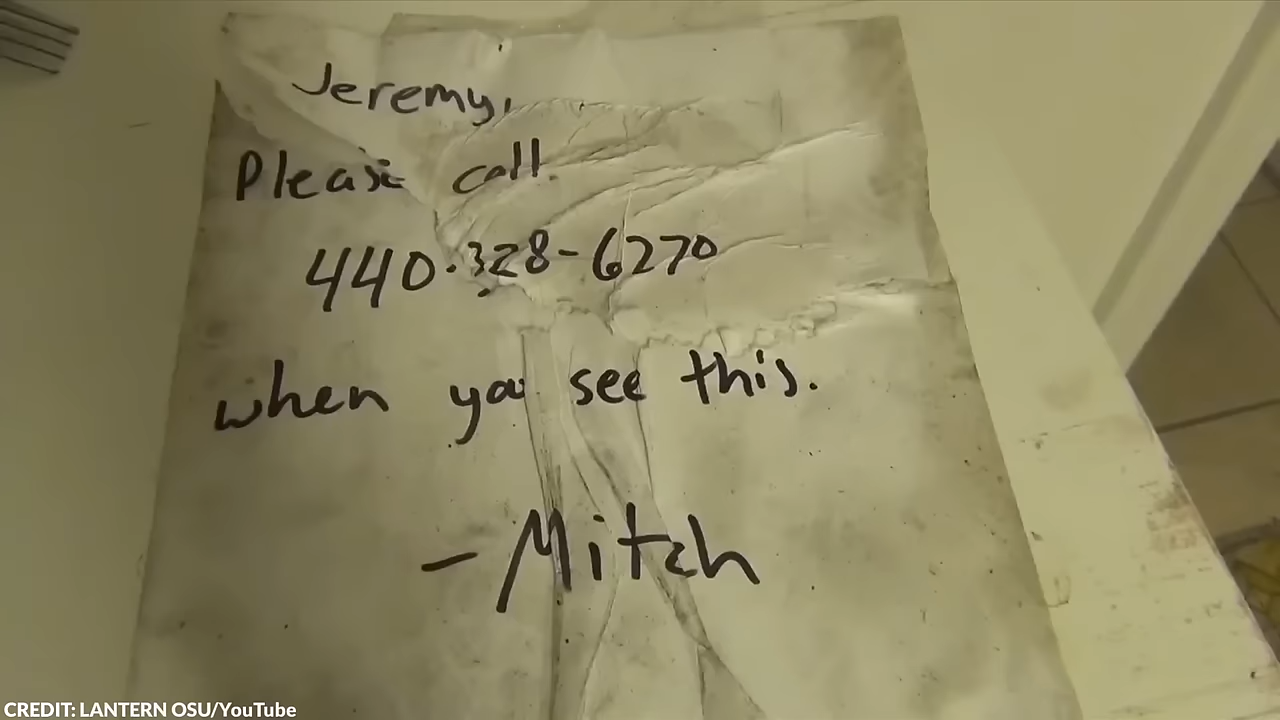 Jeremy,
Please call.
440-328-6270
when you see this.
- Mitch
CREDIT: LANTERN OSU/YouTube